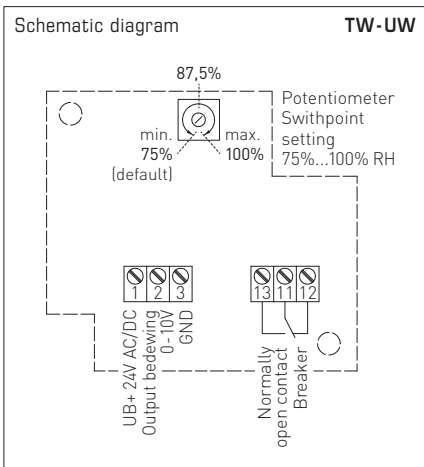 Schematic diagram
TW-UW
87,5%
min.
75%
(default)
max.
100%
Potentiometer
Swithpoint
setting
75%...100% RH
1 2 3
13 11 12
UB+ 24V AC/DC
Output bedewing
0-10V
GND
Normally
open contact
Breaker